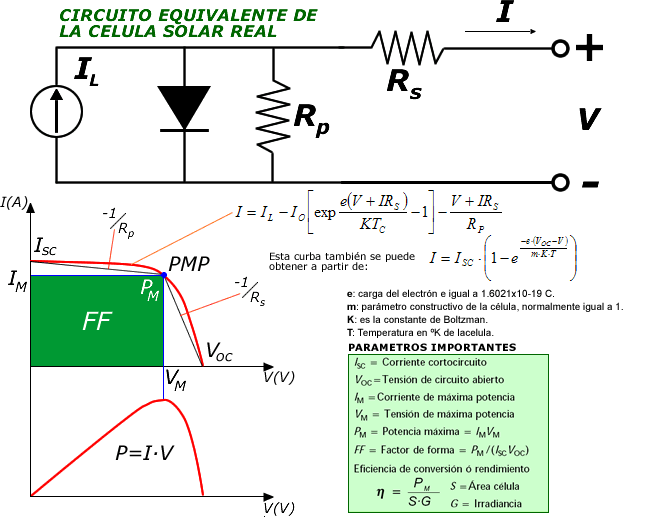 CIRCUITO EQUIVALENTE DE
LA CELULA SOLAR REAL
I
I_L
R_s
+
R_p
V
-
I(A)
-1/R_p
I = I_L − I_O [exp e(V + IR_S)/KT_C − 1] − (V + IR_S)/R_P
I_SC
PMP
Esta curba también se puede
obtener a partir de:
I = I_SC · (1 − e^(−e·(V_OC−V)/m·K·T))
I_M
P_M
-1/R_s
FF
e: carga del electrón e igual a 1.6021x10-19 C.
m: parámetro constructivo de la célula, normalmente igual a 1.
K: es la constante de Boltzman.
T: Temperatura en ºK de lacelula.
V_OC
V_M
V(V)
PARAMETROS IMPORTANTES
I_SC = Corriente cortocircuito
V_OC = Tensión de circuito abierto
I_M = Corriente de máxima potencia
V_M = Tensión de máxima potencia
P_M = Potencia máxima = I_M V_M
FF = Factor de forma = P_M /(I_SC V_OC)
Eficiencia de conversión ó rendimiento
η = P_M / S·G
S = Área célula
G = Irradiancia
P=I·V
V(V)